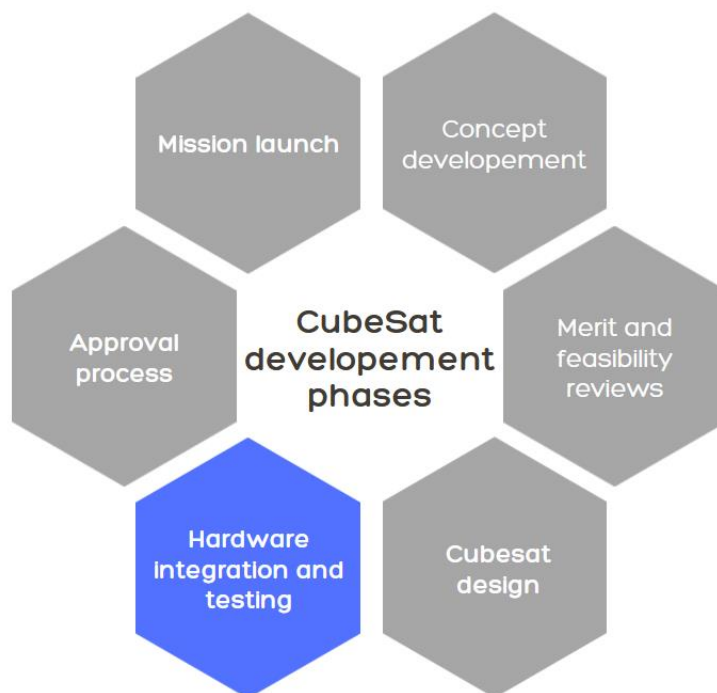 Mission launch
Concept
developement
CubeSat
developement
phases
Approval
process
Merit and
feasibility
reviews
Hardware
integration and
testing
Cubesat
design